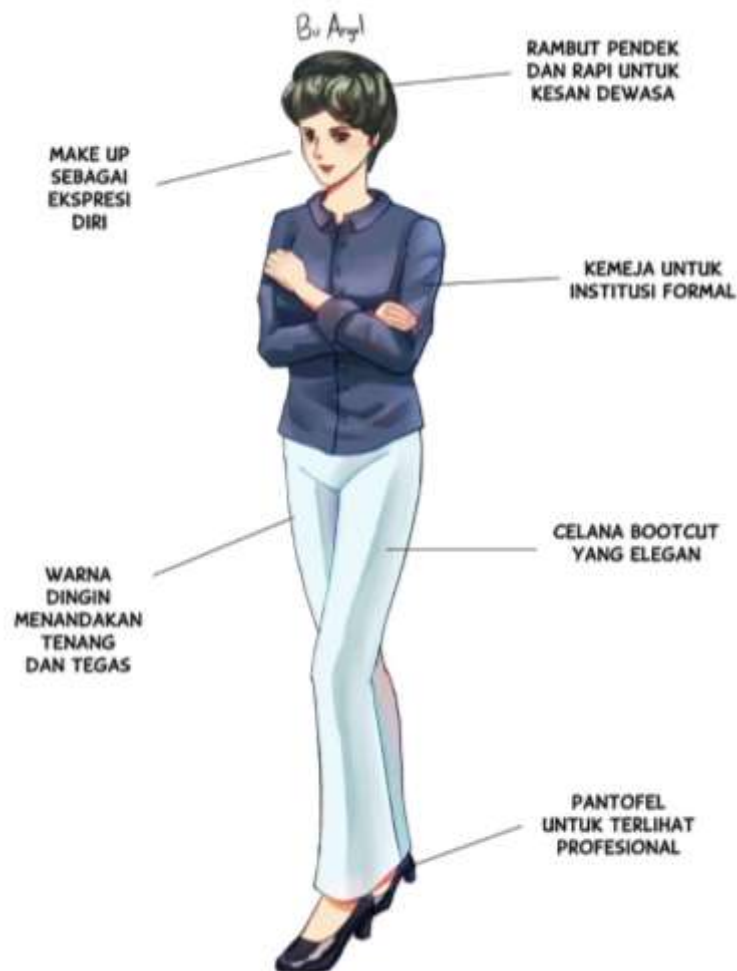 Bu Angel
RAMBUT PENDEK
DAN RAPI UNTUK
KESAN DEWASA
MAKE UP
SEBAGAI
EKSPRESI
DIRI
KEMEJA UNTUK
INSTITUSI FORMAL
CELANA BOOTCUT
YANG ELEGAN
WARNA
DINGIN
MENANDAKAN
TENANG
DAN TEGAS
PANTOFEL
UNTUK TERLIHAT
PROFESIONAL